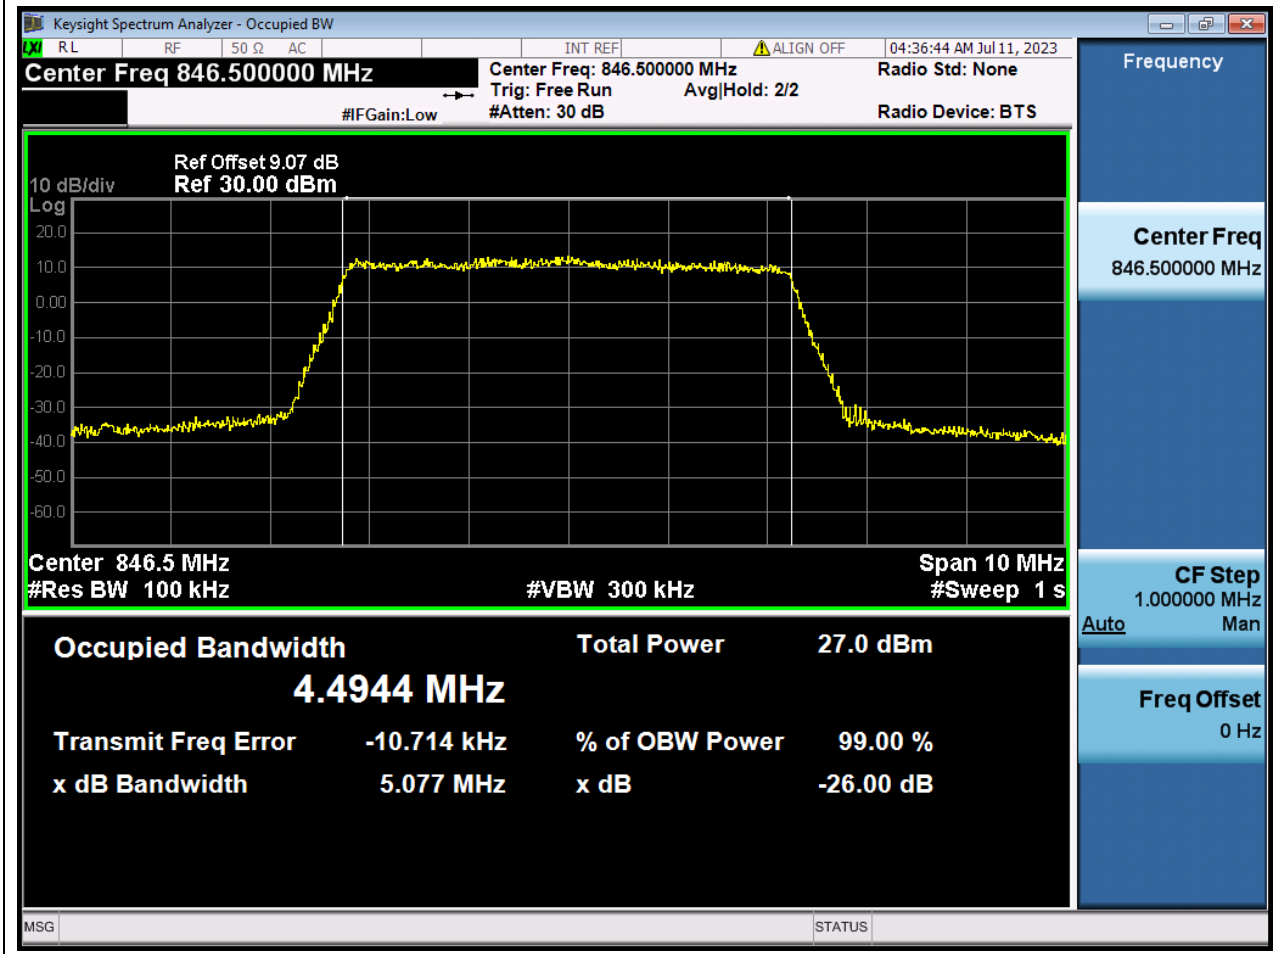 Keysight Spectrum Analyzer - Occupied BW
LXI RL RF 50 Ω AC INT REF ALIGN OFF 04:36:44 AM Jul 11, 2023
Center Freq 846.500000 MHz
Center Freq: 846.500000 MHz
Radio Std: None
Trig: Free Run Avg|Hold: 2/2
#IFGain:Low
#Atten: 30 dB
Radio Device: BTS
Ref Offset 9.07 dB
10 dB/div Ref 30.00 dBm
Log
20.0
10.0
0.00
-10.0
-20.0
-30.0
-40.0
-50.0
-60.0
Center 846.5 MHz Span 10 MHz
#Res BW 100 kHz #VBW 300 kHz #Sweep 1 s
Occupied Bandwidth Total Power 27.0 dBm
4.4944 MHz
Transmit Freq Error -10.714 kHz % of OBW Power 99.00 %
x dB Bandwidth 5.077 MHz x dB -26.00 dB
MSG STATUS
Frequency
Center Freq
846.500000 MHz
CF Step
1.000000 MHz
Auto Man
Freq Offset
0 Hz